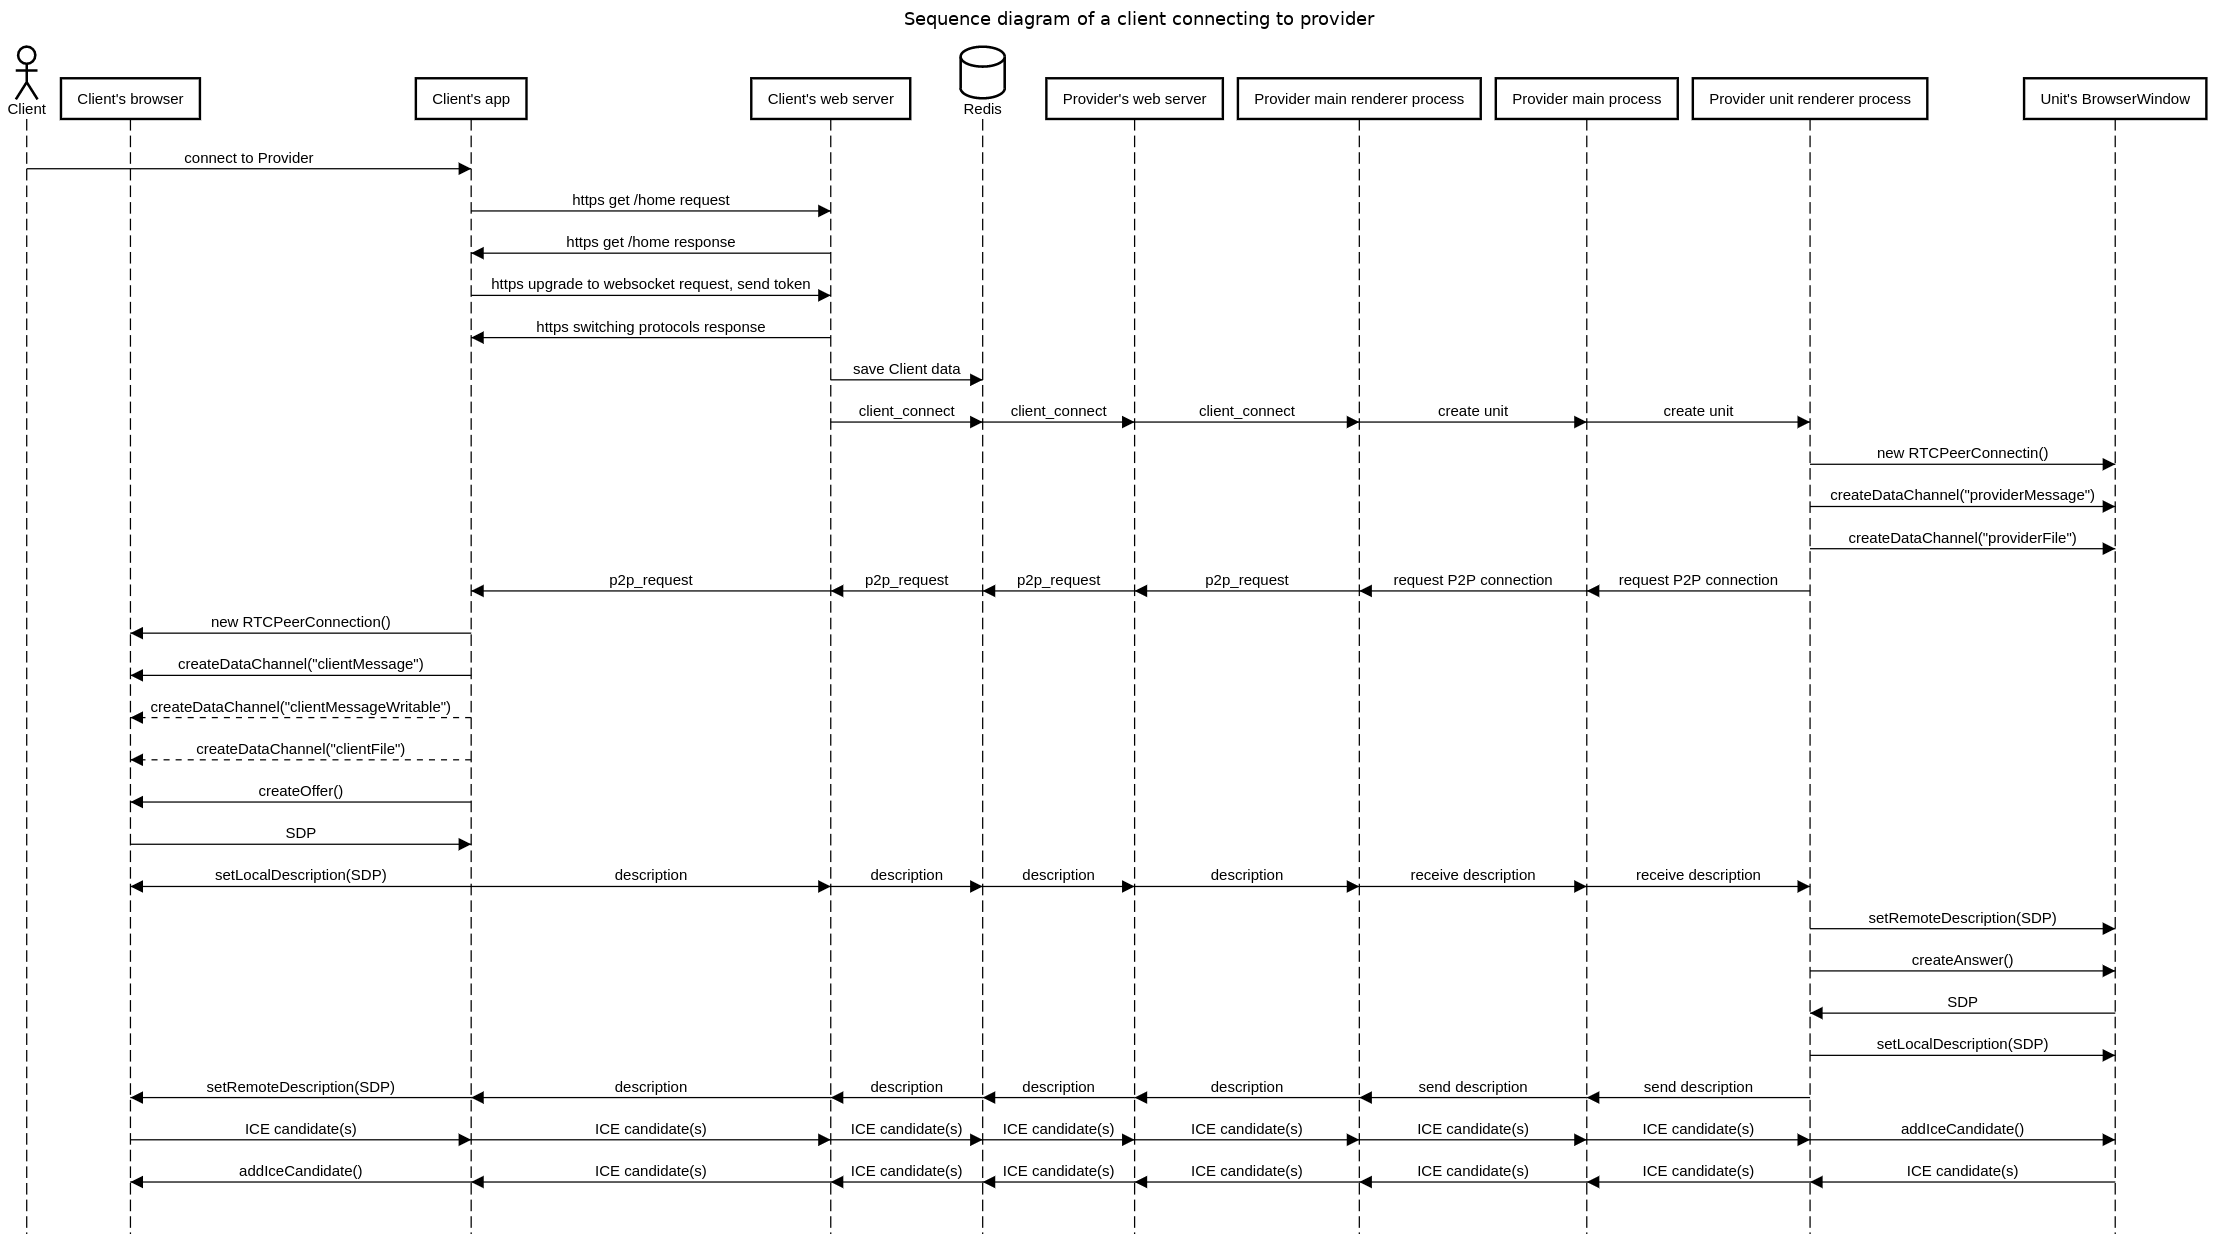 Sequence diagram of a client connecting to provider
Client
Client's browser
Client's app
Client's web server
Redis
Provider's web server
Provider main renderer process
Provider main process
Provider unit renderer process
Unit's BrowserWindow
connect to Provider
https get /home request
https get /home response
https upgrade to websocket request, send token
https switching protocols response
save Client data
client_connect
client_connect
client_connect
create unit
create unit
new RTCPeerConnectin()
createDataChannel("providerMessage")
createDataChannel("providerFile")
p2p_request
p2p_request
p2p_request
p2p_request
request P2P connection
request P2P connection
new RTCPeerConnection()
createDataChannel("clientMessage")
createDataChannel("clientMessageWritable")
createDataChannel("clientFile")
createOffer()
SDP
setLocalDescription(SDP)
description
description
description
description
receive description
receive description
setRemoteDescription(SDP)
createAnswer()
SDP
setLocalDescription(SDP)
setRemoteDescription(SDP)
description
description
description
description
send description
send description
ICE candidate(s)
ICE candidate(s)
ICE candidate(s)
ICE candidate(s)
ICE candidate(s)
ICE candidate(s)
ICE candidate(s)
addIceCandidate()
addIceCandidate()
ICE candidate(s)
ICE candidate(s)
ICE candidate(s)
ICE candidate(s)
ICE candidate(s)
ICE candidate(s)
ICE candidate(s)